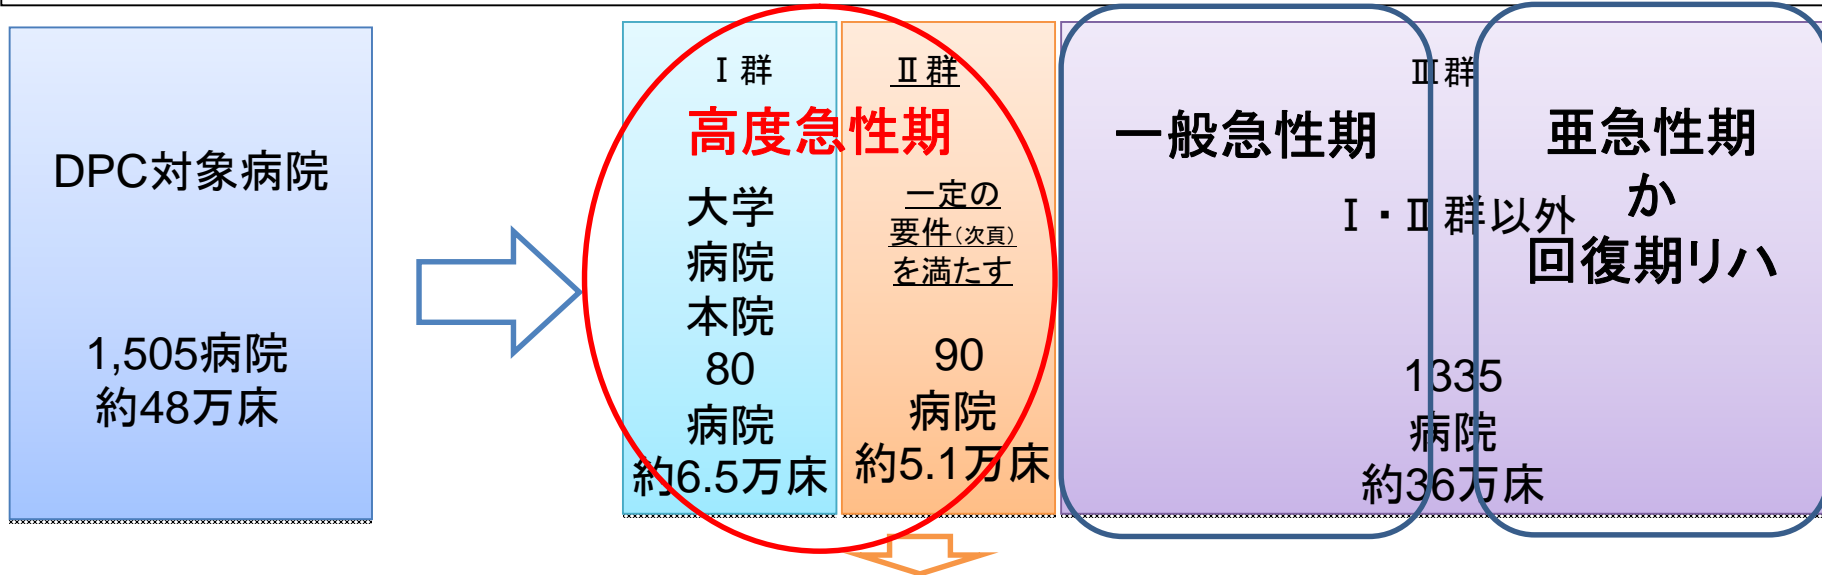 DPC対象病院
1,505病院
約48万床
Ⅰ群
高度急性期
大学
病院
本院
80
病院
約6.5万床
Ⅱ群
一定の
要件(次頁)
を満たす
90
病院
約5.1万床
Ⅲ群
一般急性期
亜急性期
か
回復期リハ
Ⅰ・Ⅱ群以外
1335
病院
約36万床